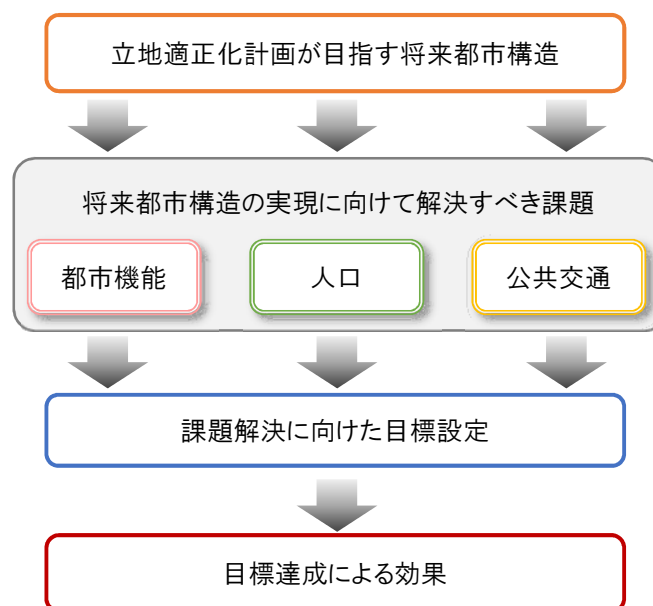 立地適正化計画が目指す将来都市構造
将来都市構造の実現に向けて解決すべき課題
都市機能
人口
公共交通
課題解決に向けた目標設定
目標達成による効果